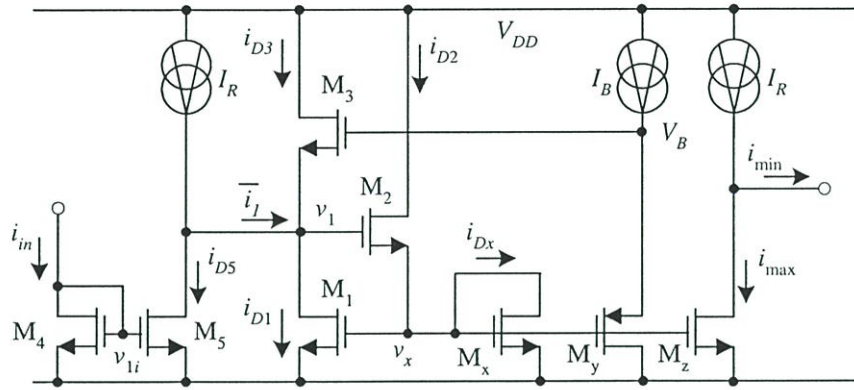 V_DD
i_D3
i_D2
I_R
M_3
I_B
I_R
V_B
i_min
M_2
\overline{i_1}
v_1
i_in
i_D5
i_Dx
i_max
M_1
i_D1
M_4
M_5
v_1i
v_x
M_x
M_y
M_z